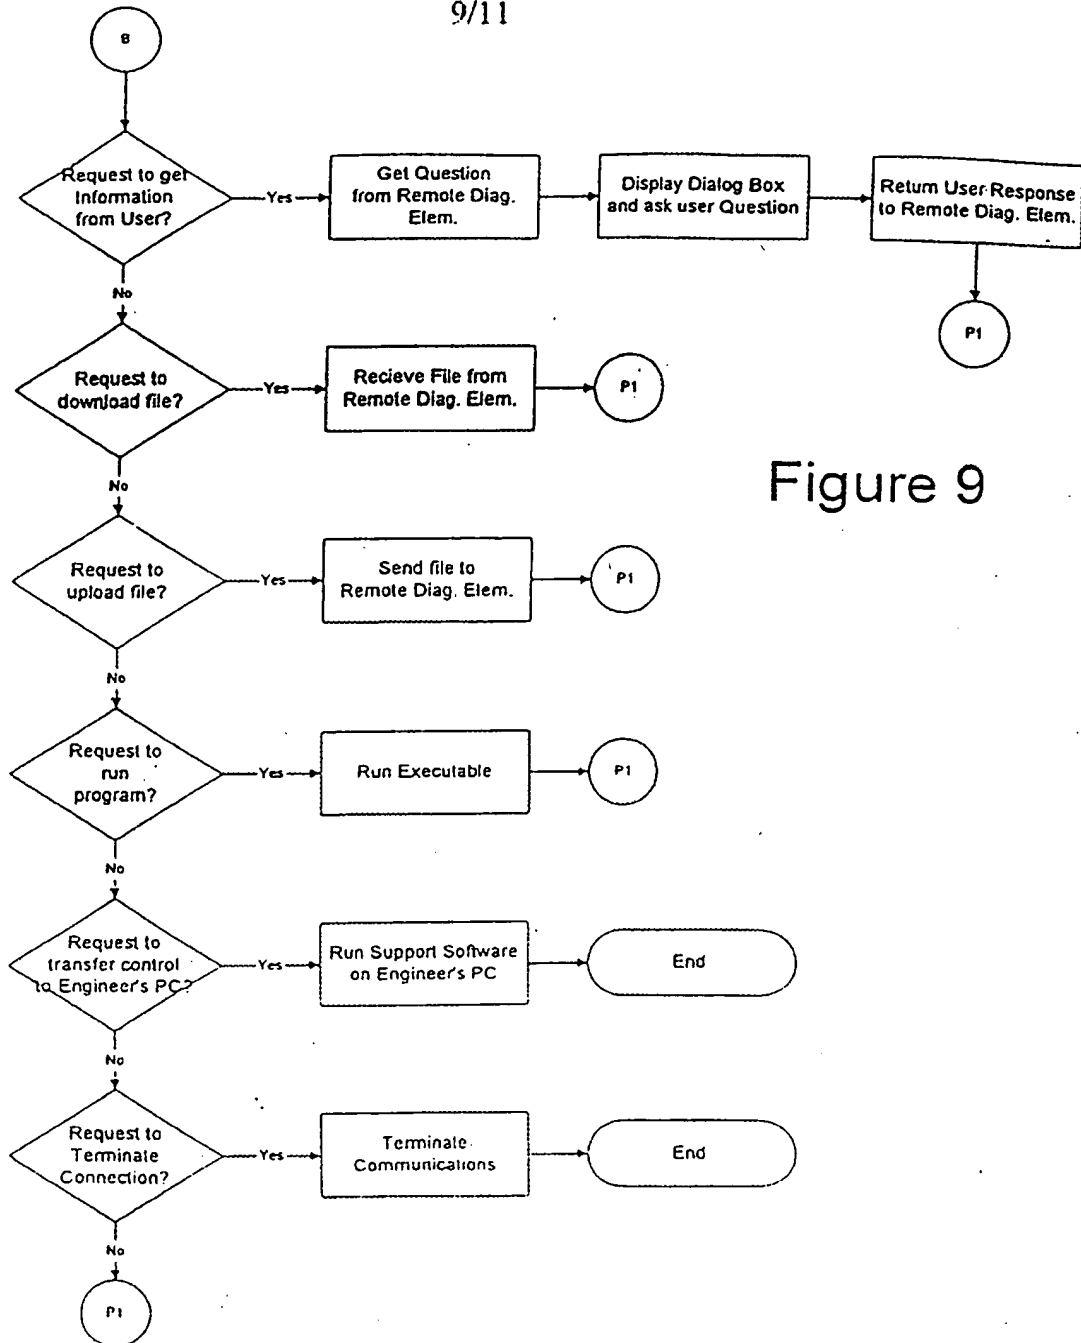 9/11
B
Request to get
Information
from User?
Yes
Get Question
from Remote Diag.
Elem.
Display Dialog Box
and ask user Question
Return User Response
to Remote Diag. Elem.
P1
No
Request to
download file?
Yes
Recieve File from
Remote Diag. Elem.
P1
Figure 9
No
Request to
upload file?
Yes
Send file to
Remote Diag. Elem.
P1
No
Request to
run
program?
Yes
Run Executable
P1
No
Request to
transfer control
to Engineer's PC?
Yes
Run Support Software
on Engineer's PC
End
No
Request to
Terminate
Connection?
Yes
Terminate
Communications
End
No
P1